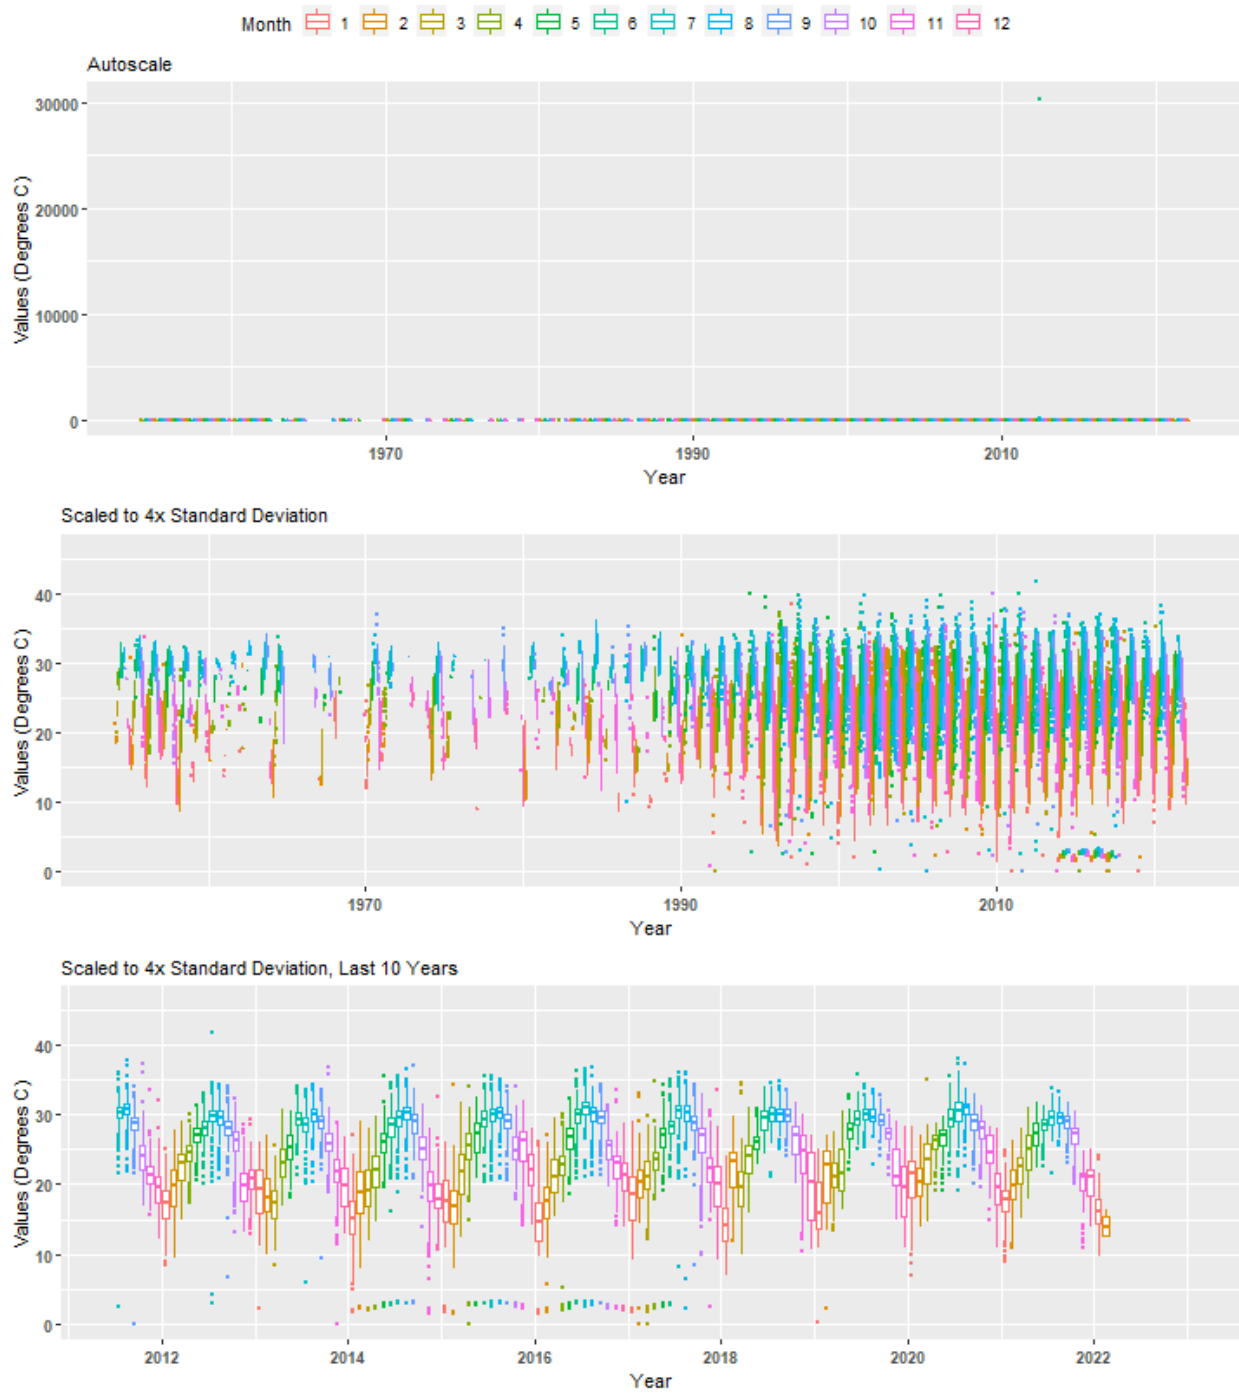 Month 1 2 3 4 5 6 7 8 9 10 11 12
Autoscale
Values (Degrees C)
30000
20000
10000
0
1970 1990 2010
Year
Scaled to 4x Standard Deviation
Values (Degrees C)
40
30
20
10
0
1970 1990 2010
Year
Scaled to 4x Standard Deviation, Last 10 Years
Values (Degrees C)
40
30
20
10
0
2012 2014 2016 2018 2020 2022
Year